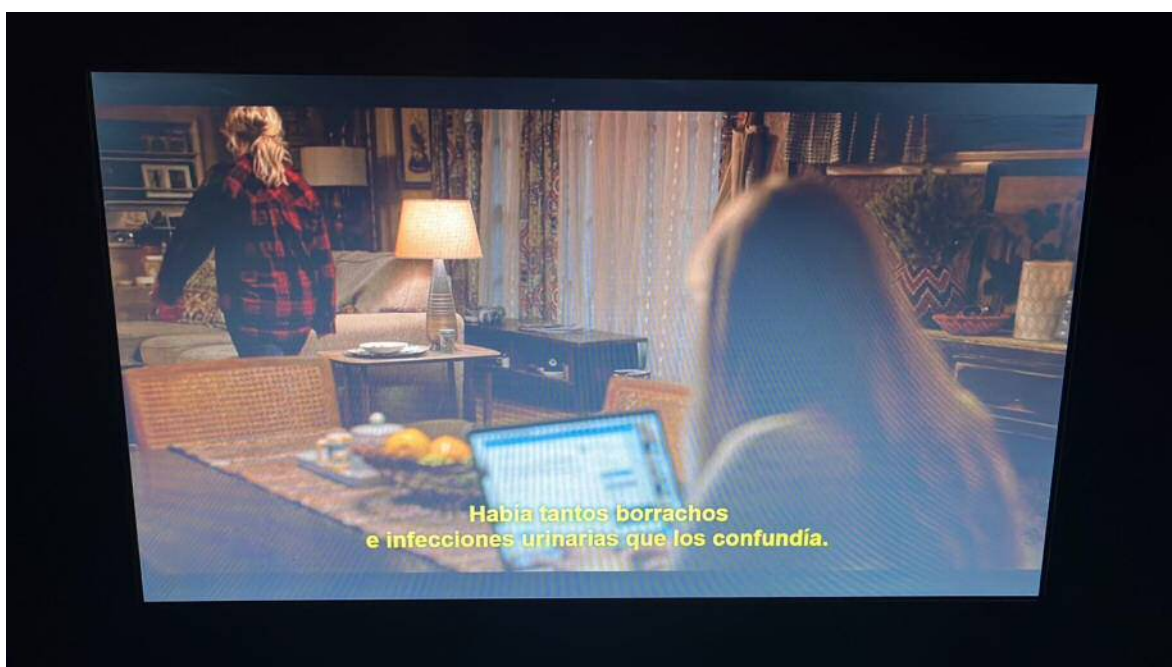 Había tantos borrachos
e infecciones urinarias que los confundía.